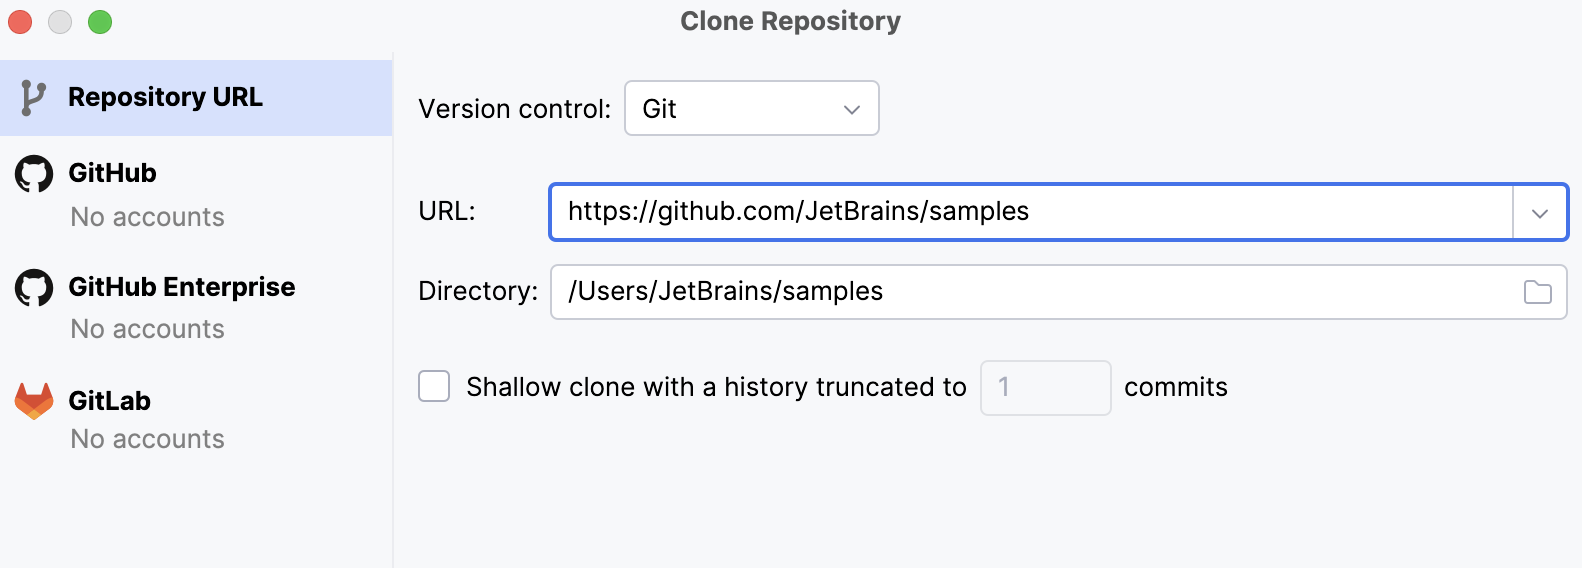 Clone Repository
Repository URL
GitHub
No accounts
GitHub Enterprise
No accounts
GitLab
No accounts
Version control: Git
URL: https://github.com/JetBrains/samples
Directory: /Users/JetBrains/samples
Shallow clone with a history truncated to 1 commits